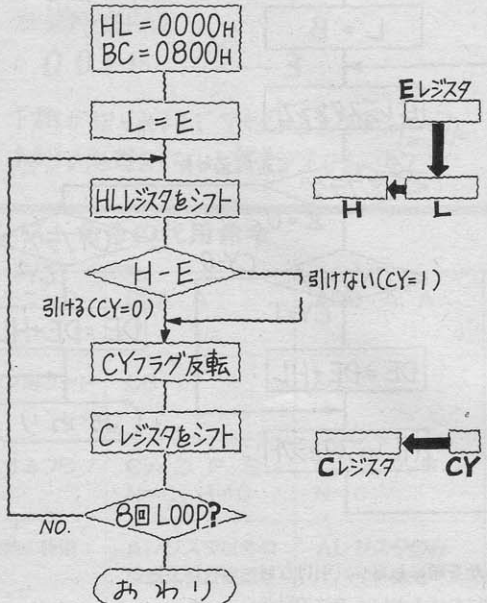 HL=0000H
BC=0800H
L=E
Eレジスタ
HLレジスタをシフト
H
L
H-E
引けない(CY=1)
引ける(CY=0)
CYフラグ反転
Cレジスタをシフト
Cレジスタ
CY
8回LOOP?
NO.
おわり